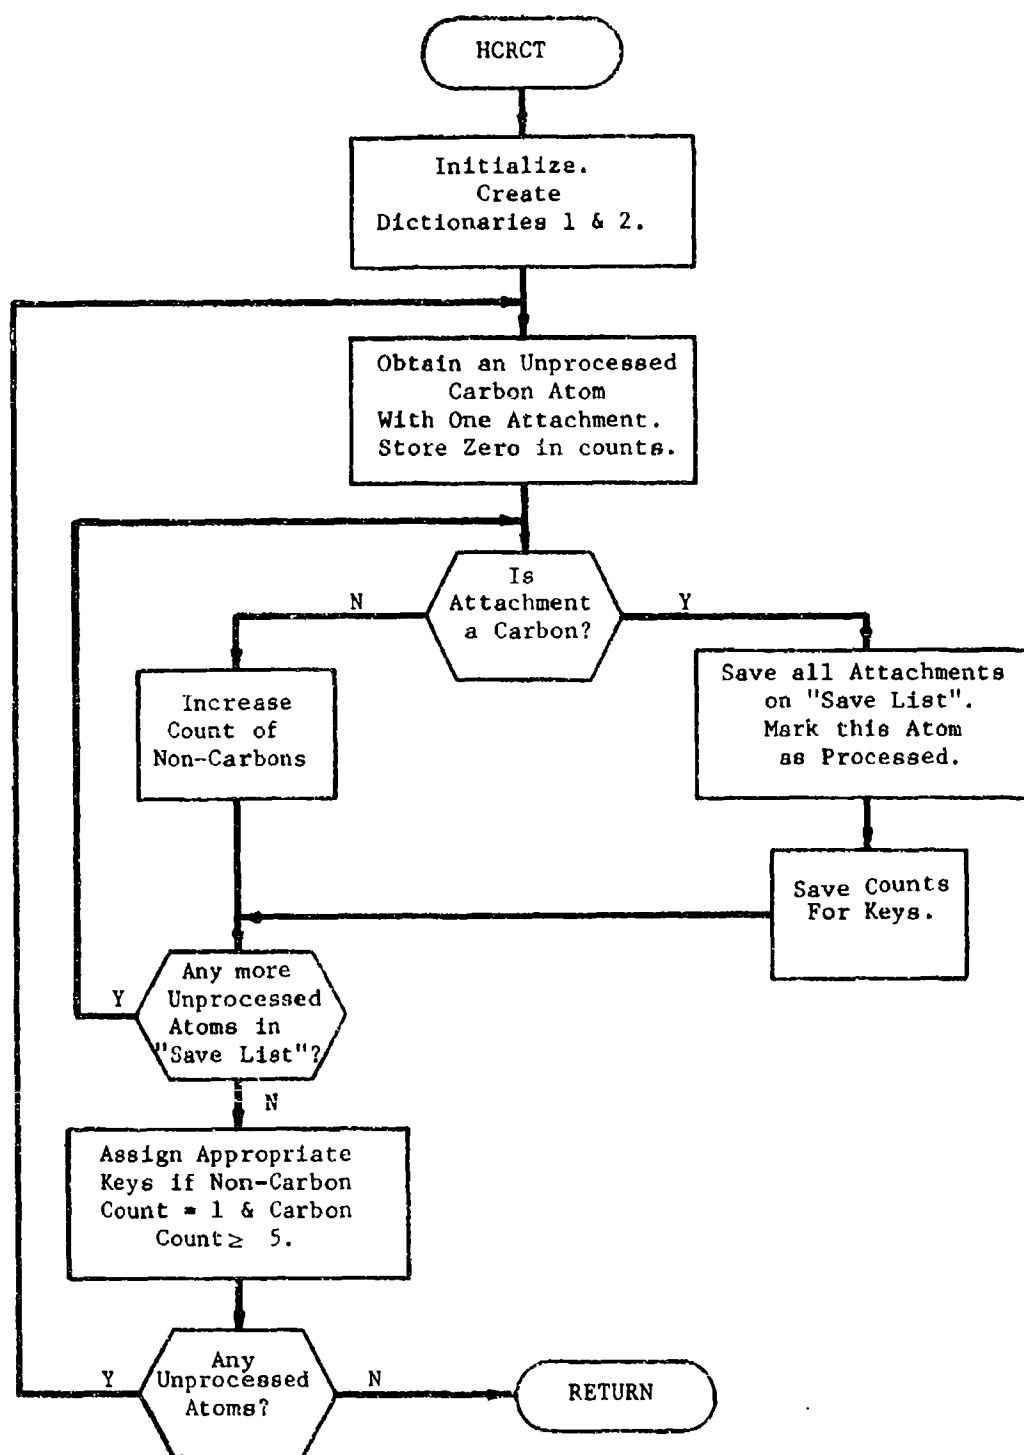 HCRCT
Initialize.
Create
Dictionaries 1 & 2.
Obtain an Unprocessed
Carbon Atom
With One Attachment.
Store Zero in counts.
Is
Attachment
a Carbon?
N
Y
Increase
Count of
Non-Carbons
Save all Attachments
on "Save List".
Mark this Atom
as Processed.
Save Counts
For Keys.
Any more
Unprocessed
Atoms in
"Save List"?
Y
N
Assign Appropriate
Keys if Non-Carbon
Count = 1 & Carbon
Count ≥ 5.
Any
Unprocessed
Atoms?
Y
N
RETURN